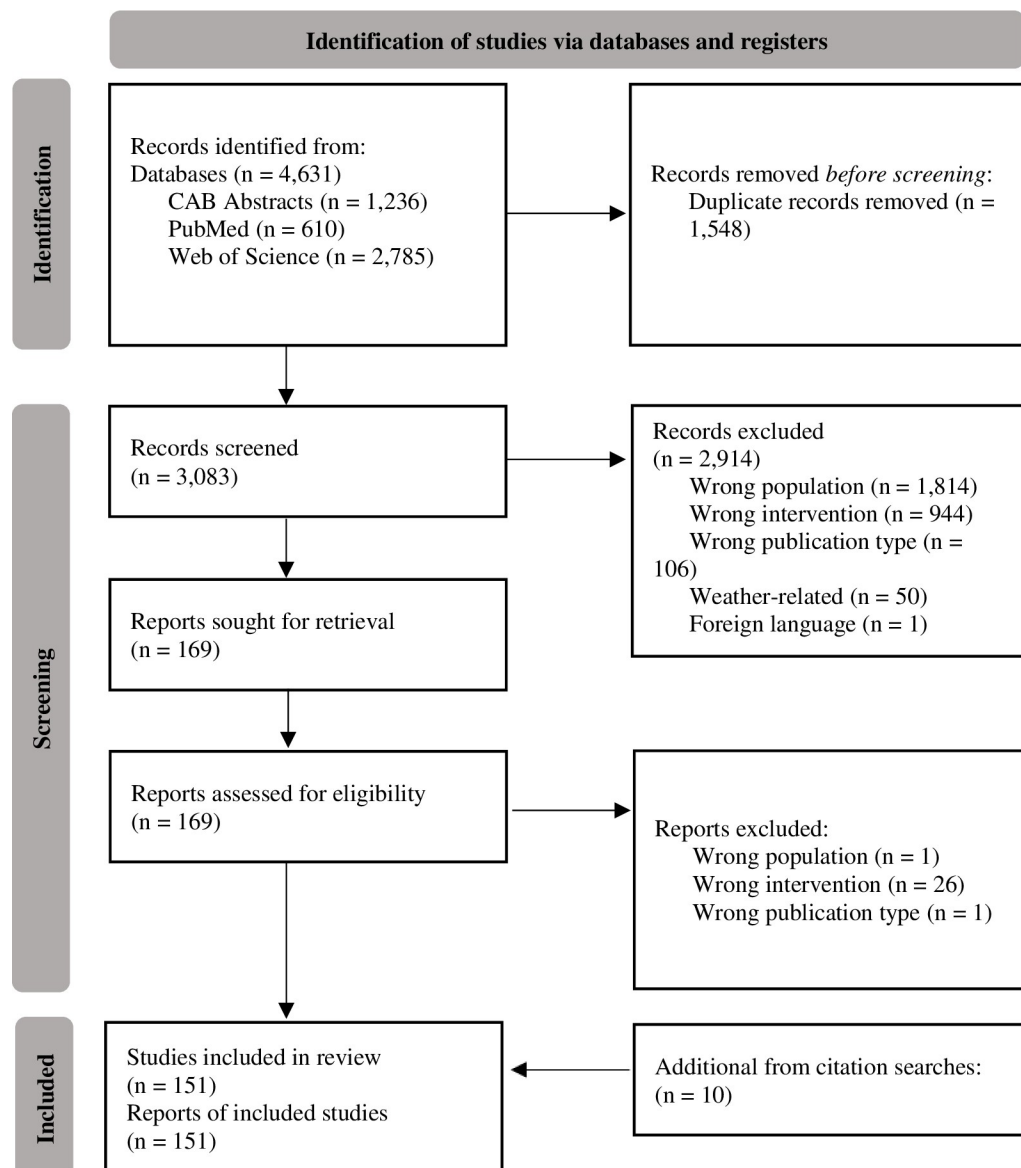 Identification of studies via databases and registers
Identification
Records identified from:
Databases (n = 4,631)
CAB Abstracts (n = 1,236)
PubMed (n = 610)
Web of Science (n = 2,785)
Records removed before screening:
Duplicate records removed (n =
1,548)
Screening
Records screened
(n = 3,083)
Records excluded
(n = 2,914)
Wrong population (n = 1,814)
Wrong intervention (n = 944)
Wrong publication type (n =
106)
Weather-related (n = 50)
Foreign language (n = 1)
Reports sought for retrieval
(n = 169)
Reports assessed for eligibility
(n = 169)
Reports excluded:
Wrong population (n = 1)
Wrong intervention (n = 26)
Wrong publication type (n = 1)
Included
Studies included in review
(n = 151)
Reports of included studies
(n = 151)
Additional from citation searches:
(n = 10)